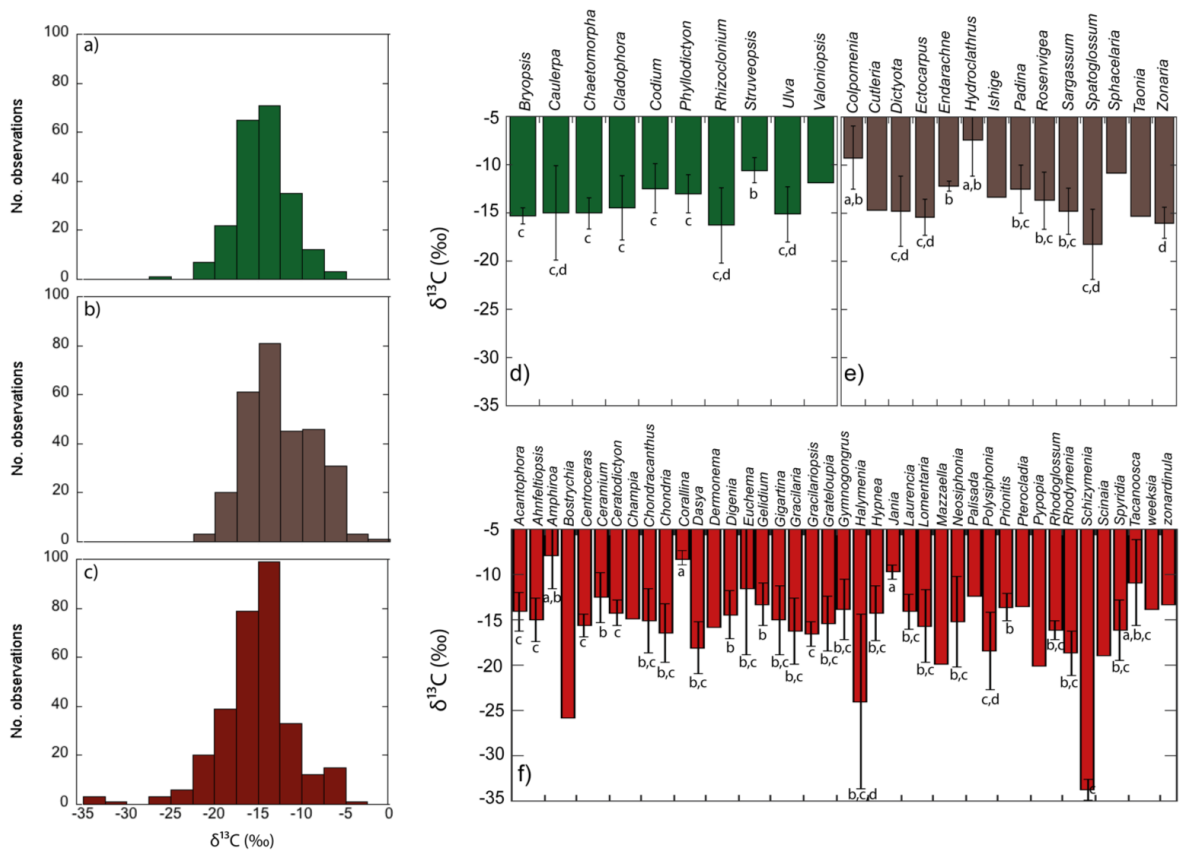 a)
No. observations
100
80
60
40
20
0
b)
No. observations
100
80
60
40
20
0
c)
No. observations
100
80
60
40
20
0
-35 -30 -25 -20 -15 -10 -5 0
δ¹³C (‰)
Bryopsis
Caulerpa
Chaetomorpha
Cladophora
Codium
Phyllodictyon
Rhizoclonium
Struveopsis
Ulva
Valoniopsis
δ¹³C (‰)
-5
-10
-15
-20
-25
-30
-35
c c,d c c c c c,d b c,d
d)
Colpomenia
Cutleria
Dictyota
Ectocarpus
Endarachne
Hydroclathrus
Ishige
Padina
Rosenvigea
Sargassum
Spatoglossum
Sphacelaria
Taonia
Zonaria
a,b c,d c,d b a,b b,c b,c b,c c,d d
e)
Acantophora
Ahnfeltiopsis
Amphiroa
Bostrychia
Centroceras
Ceramium
Ceratodictyon
Champia
Chondracanthus
Chondria
Corallina
Dasya
Dermonema
Digenia
Euchema
Gelidium
Gigartina
Gracilaria
Gracilariopsis
Grateloupia
Gymnogongrus
Halymenia
Hypnea
Jania
Laurencia
Lomentaria
Mazzaella
Neosiphonia
Palisada
Polysiphonia
Prionitis
Pterocladia
Pypopia
Rhodoglossum
Rhodymenia
Schizymenia
Scinaia
Spyridia
Tacanoosca
weeksia
zonardinula
δ¹³C (‰)
-5
-10
-15
-20
-25
-30
-35
c c a,b c b c b,c b,c a b,c b,c b,c b b,c b,c c b,c b,c b,c,d b,c a b,c b,c b,c c,d b b,c b,c c b,c a,b,c
f)